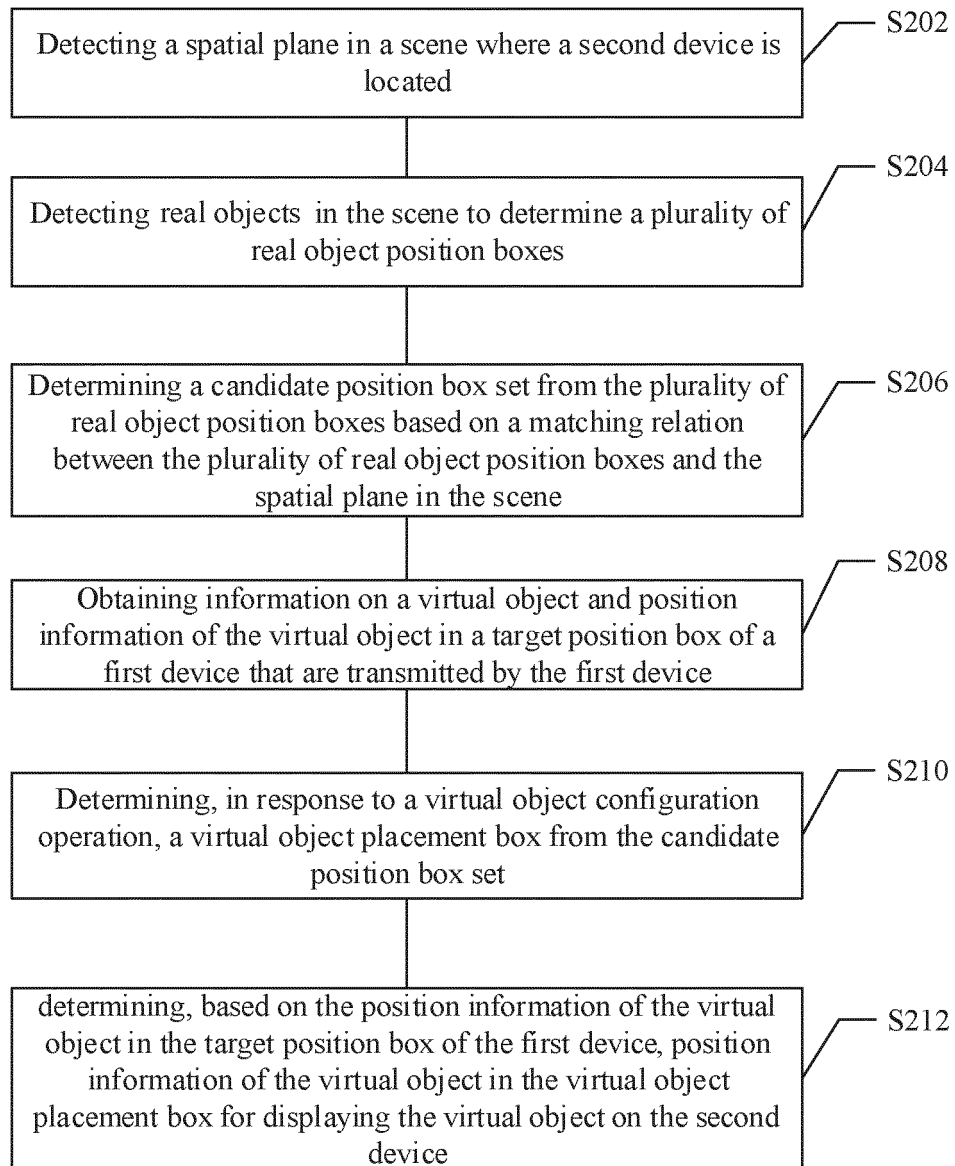 Detecting a spatial plane in a scene where a second device is
located
S202
Detecting real objects in the scene to determine a plurality of
real object position boxes
S204
Determining a candidate position box set from the plurality of
real object position boxes based on a matching relation
between the plurality of real object position boxes and the
spatial plane in the scene
S206
Obtaining information on a virtual object and position
information of the virtual object in a target position box of a
first device that are transmitted by the first device
S208
Determining, in response to a virtual object configuration
operation, a virtual object placement box from the candidate
position box set
S210
determining, based on the position information of the virtual
object in the target position box of the first device, position
information of the virtual object in the virtual object
placement box for displaying the virtual object on the second
device
S212